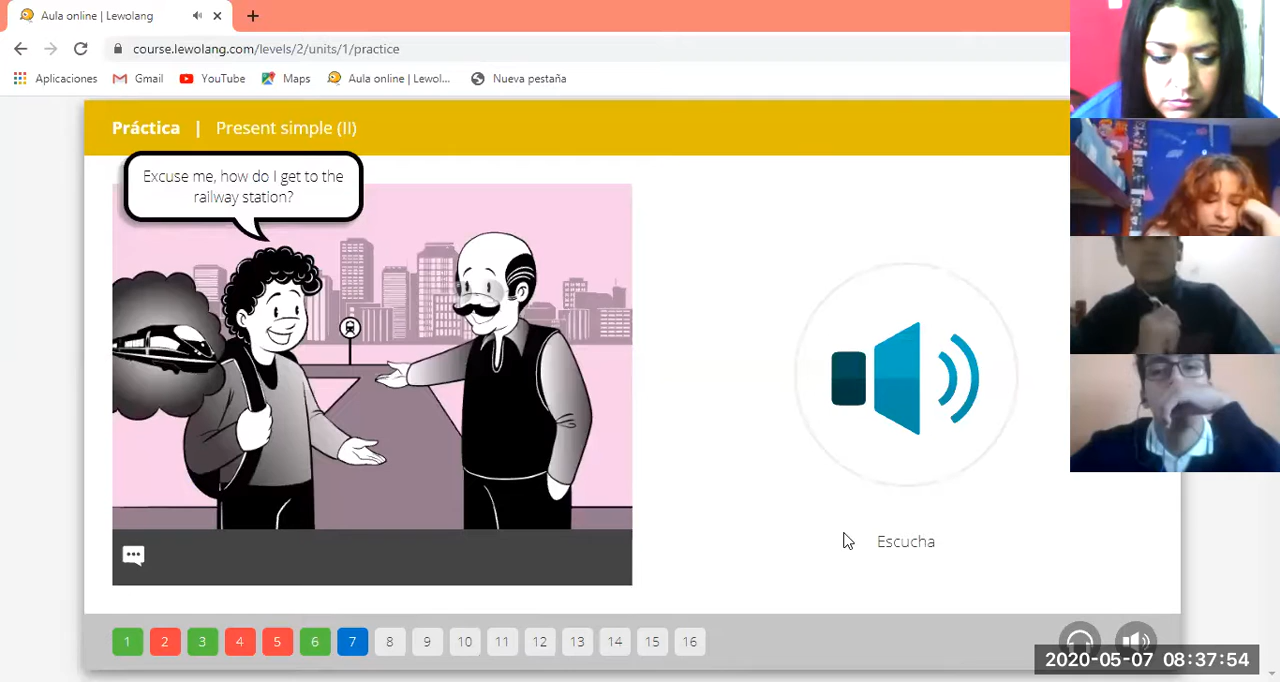 Aula online | Lewolang
course.lewolang.com/levels/2/units/1/practice
Aplicaciones Gmail YouTube Maps Aula online | Lewol... Nueva pestaña
Práctica | Present simple (II)
Excuse me, how do I get to the
railway station?
Escucha
1 2 3 4 5 6 7 8 9 10 11 12 13 14 15 16
2020-05-07 08:37:54